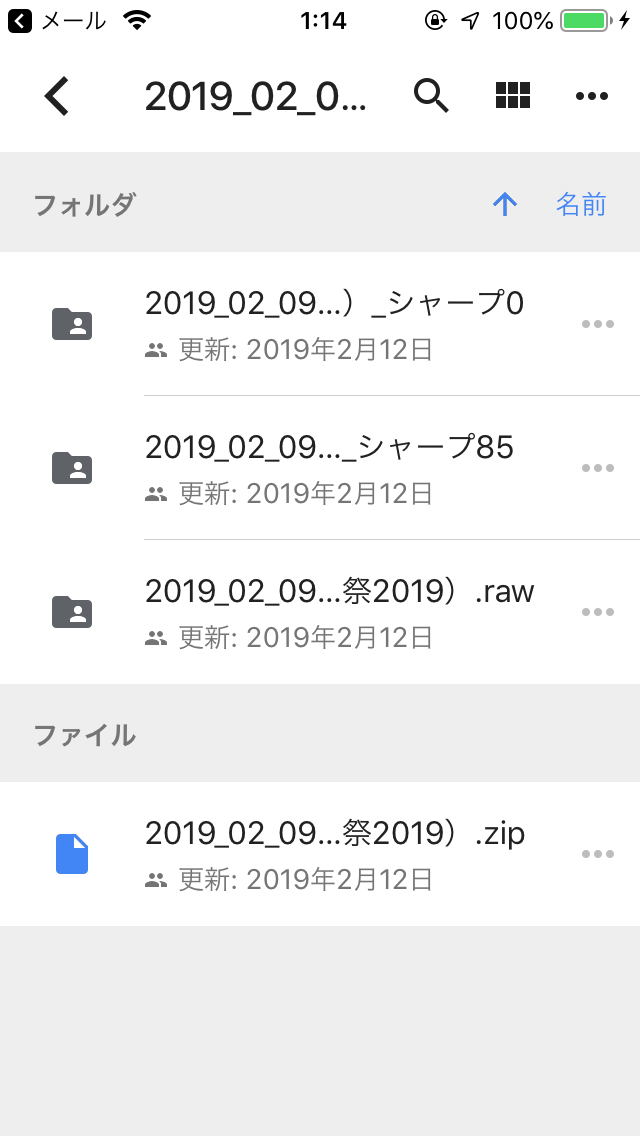 メール 1:14 100%
2019_02_0...
フォルダ 名前
2019_02_09...）_シャープ0
更新: 2019年2月12日
2019_02_09..._シャープ85
更新: 2019年2月12日
2019_02_09...祭2019）.raw
更新: 2019年2月12日
ファイル
2019_02_09...祭2019）.zip
更新: 2019年2月12日